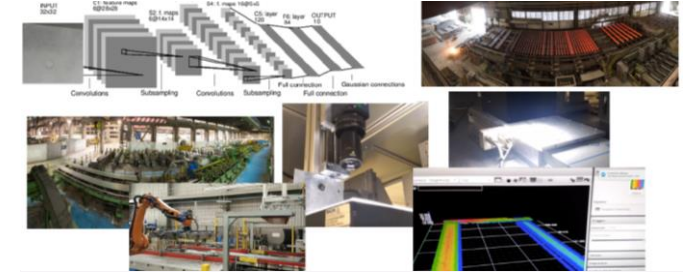 INPUT
32x32
C1: feature maps
6@28x28
S2: f. maps
6@14x14
S4: f. maps 16@5x5
C5: layer
120
F6: layer
84
OUTPUT
10
Convolutions
Subsampling
Convolutions
Subsampling
Full connection
Full connection
Gaussian connections